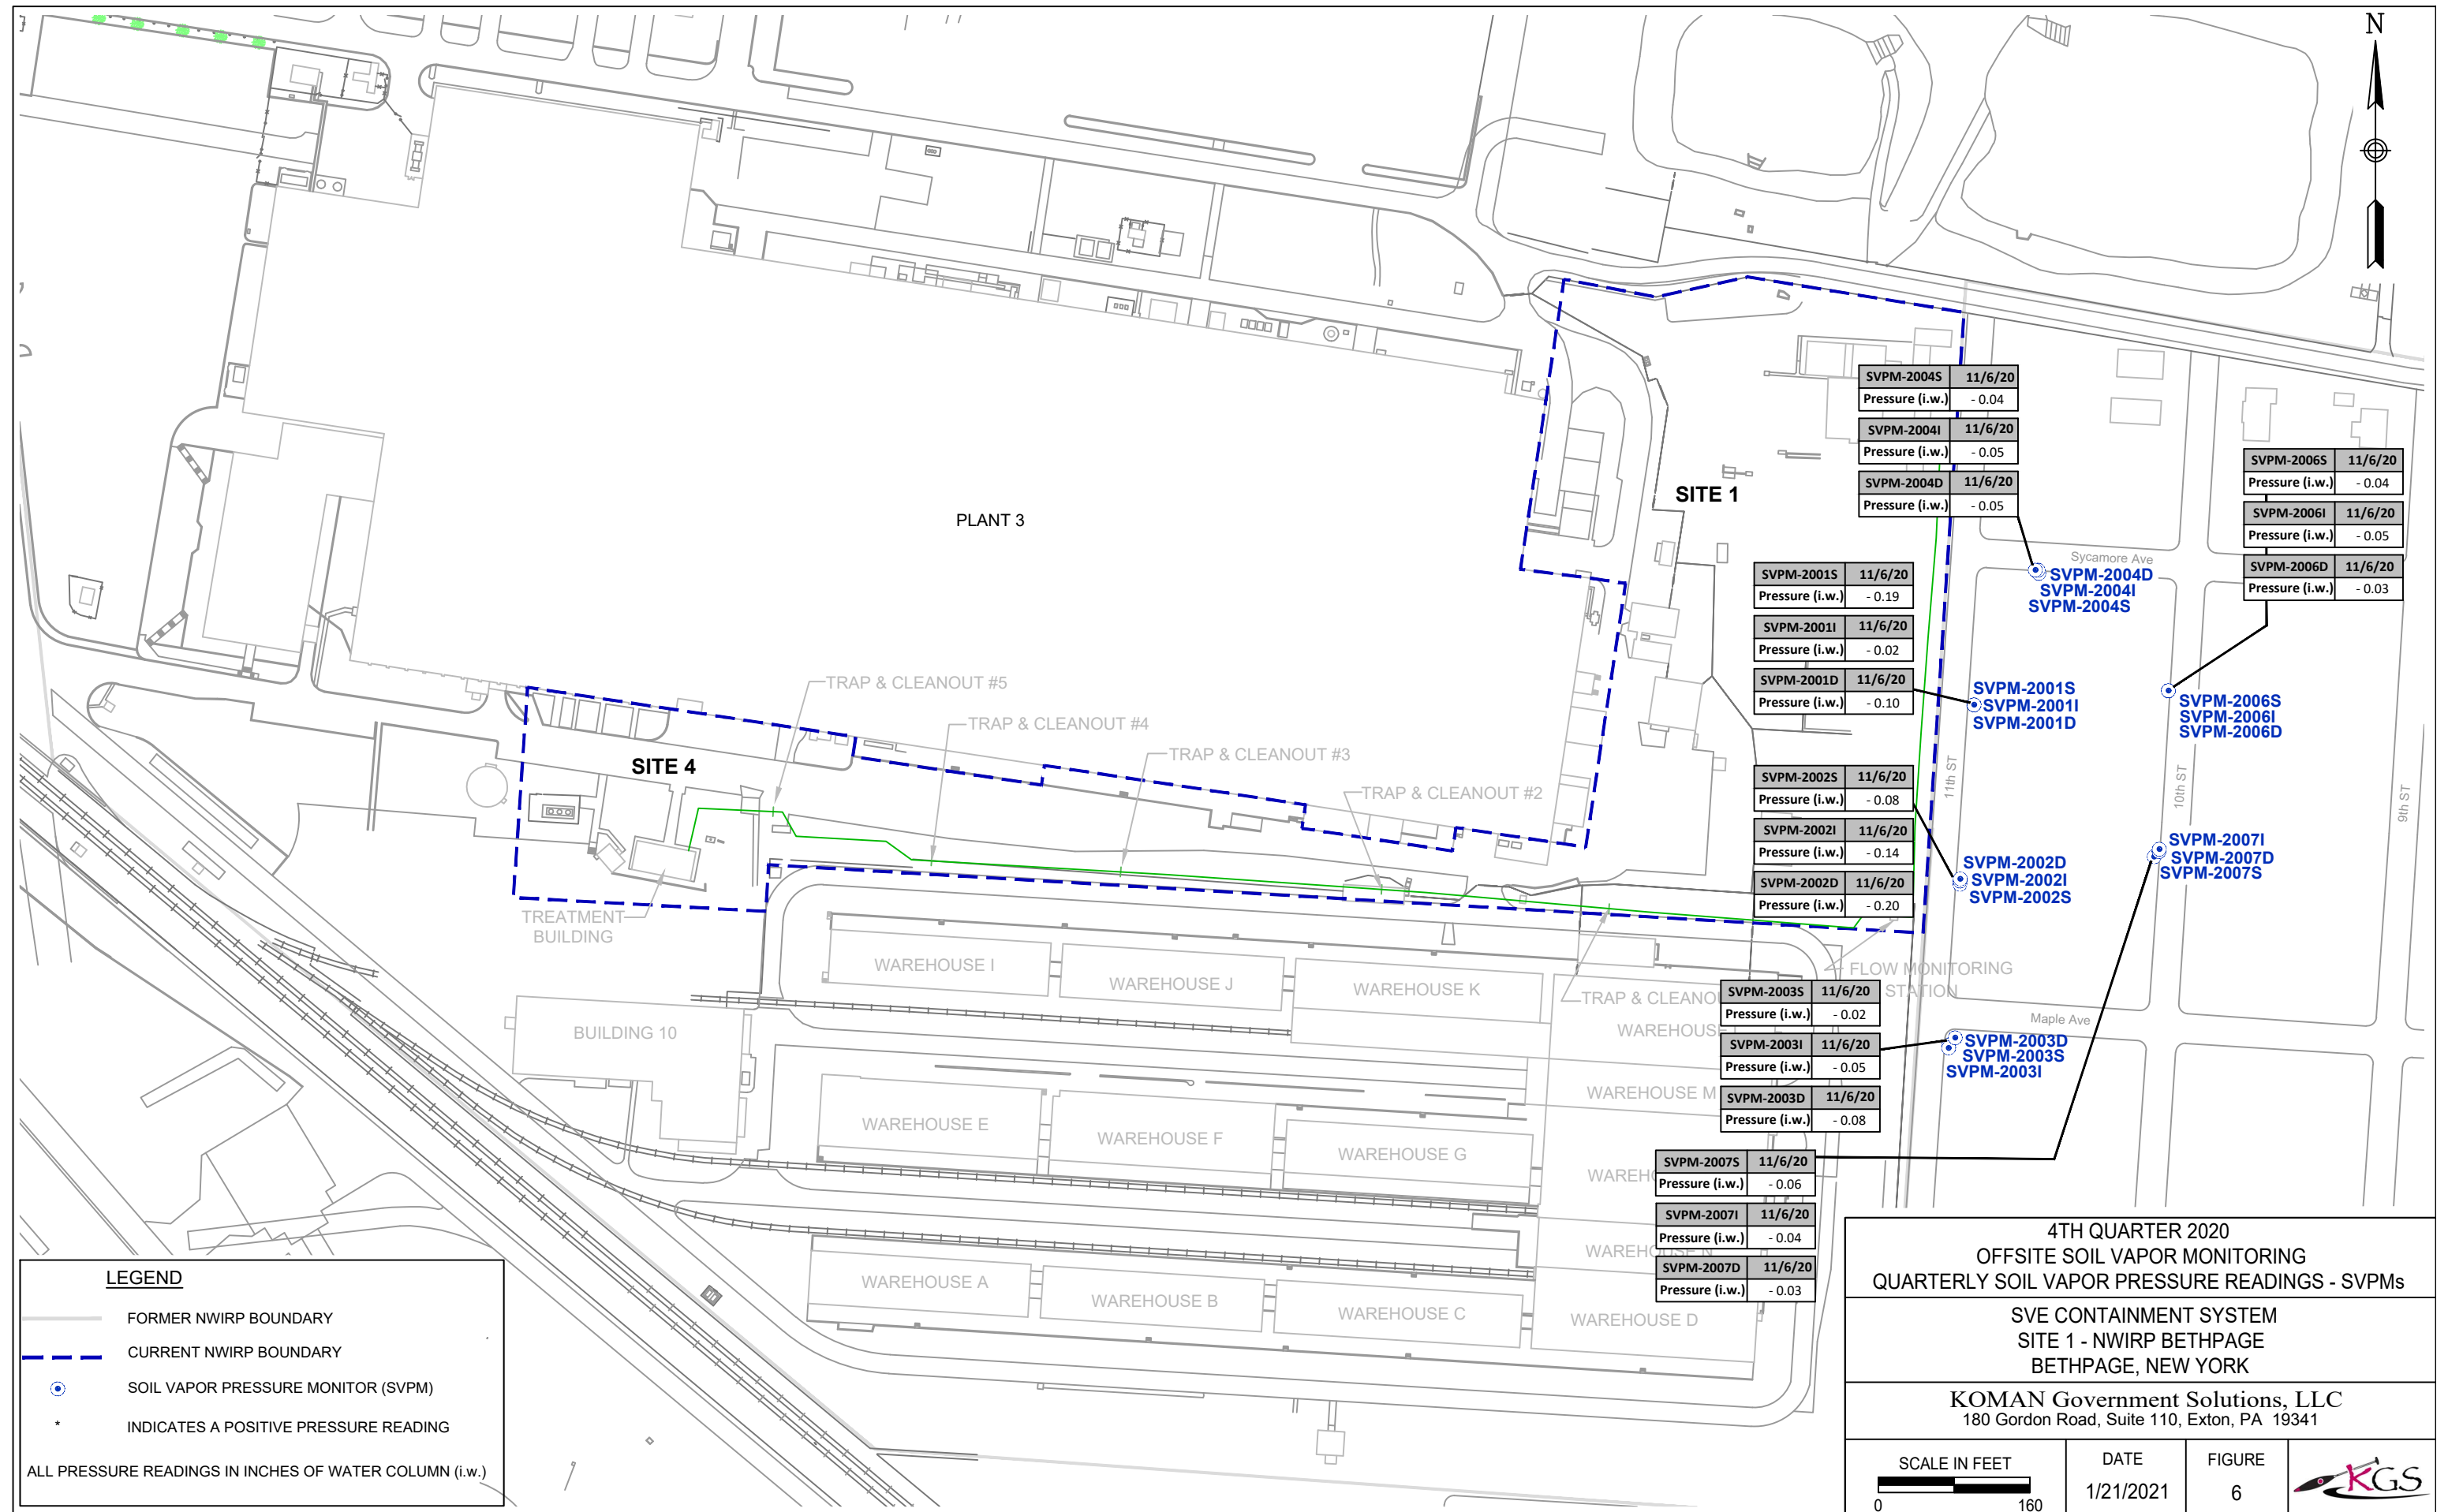 N
PLANT 3
SITE 1
SITE 4
SVPM-2004S 11/6/20
Pressure (i.w.) - 0.04
SVPM-2004I 11/6/20
Pressure (i.w.) - 0.05
SVPM-2004D 11/6/20
Pressure (i.w.) - 0.05
SVPM-2006S 11/6/20
Pressure (i.w.) - 0.04
SVPM-2006I 11/6/20
Pressure (i.w.) - 0.05
SVPM-2006D 11/6/20
Pressure (i.w.) - 0.03
Sycamore Ave
SVPM-2004D
SVPM-2004I
SVPM-2004S
SVPM-2001S 11/6/20
Pressure (i.w.) - 0.19
SVPM-2001I 11/6/20
Pressure (i.w.) - 0.02
SVPM-2001D 11/6/20
Pressure (i.w.) - 0.10
SVPM-2001S
SVPM-2001I
SVPM-2001D
SVPM-2006S
SVPM-2006I
SVPM-2006D
TRAP & CLEANOUT #5
TRAP & CLEANOUT #4
TRAP & CLEANOUT #3
TRAP & CLEANOUT #2
11th ST
10th ST
9th ST
SVPM-2002S 11/6/20
Pressure (i.w.) - 0.08
SVPM-2002I 11/6/20
Pressure (i.w.) - 0.14
SVPM-2002D 11/6/20
Pressure (i.w.) - 0.20
SVPM-2002D
SVPM-2002I
SVPM-2002S
SVPM-2007I
SVPM-2007D
SVPM-2007S
TREATMENT
BUILDING
FLOW MONITORING
STATION
TRAP & CLEANOU
WAREHOUSE I
WAREHOUSE J
WAREHOUSE K
WAREHOUSE
BUILDING 10
SVPM-2003S 11/6/20
Pressure (i.w.) - 0.02
SVPM-2003I 11/6/20
Pressure (i.w.) - 0.05
SVPM-2003D 11/6/20
Pressure (i.w.) - 0.08
Maple Ave
SVPM-2003D
SVPM-2003S
SVPM-2003I
WAREHOUSE M
WAREHOUSE E
WAREHOUSE F
WAREHOUSE G
SVPM-2007S 11/6/20
Pressure (i.w.) - 0.06
SVPM-2007I 11/6/20
Pressure (i.w.) - 0.04
SVPM-2007D 11/6/20
Pressure (i.w.) - 0.03
WAREHOUSE N
WAREHOUSE A
WAREHOUSE B
WAREHOUSE C
WAREHOUSE D
LEGEND
FORMER NWIRP BOUNDARY
CURRENT NWIRP BOUNDARY
SOIL VAPOR PRESSURE MONITOR (SVPM)
* INDICATES A POSITIVE PRESSURE READING
ALL PRESSURE READINGS IN INCHES OF WATER COLUMN (i.w.)
4TH QUARTER 2020
OFFSITE SOIL VAPOR MONITORING
QUARTERLY SOIL VAPOR PRESSURE READINGS - SVPMs
SVE CONTAINMENT SYSTEM
SITE 1 - NWIRP BETHPAGE
BETHPAGE, NEW YORK
KOMAN Government Solutions, LLC
180 Gordon Road, Suite 110, Exton, PA 19341
SCALE IN FEET
0 160
DATE
1/21/2021
FIGURE
6
KGS